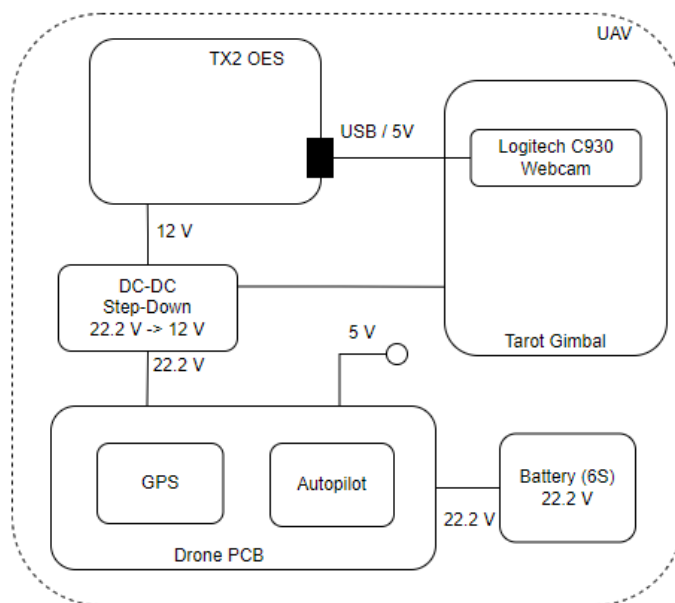 UAV
TX2 OES
USB / 5V
Logitech C930
Webcam
12 V
DC-DC
Step-Down
22.2 V -> 12 V
Tarot Gimbal
22.2 V
5 V
GPS
Autopilot
Battery (6S)
22.2 V
22.2 V
Drone PCB